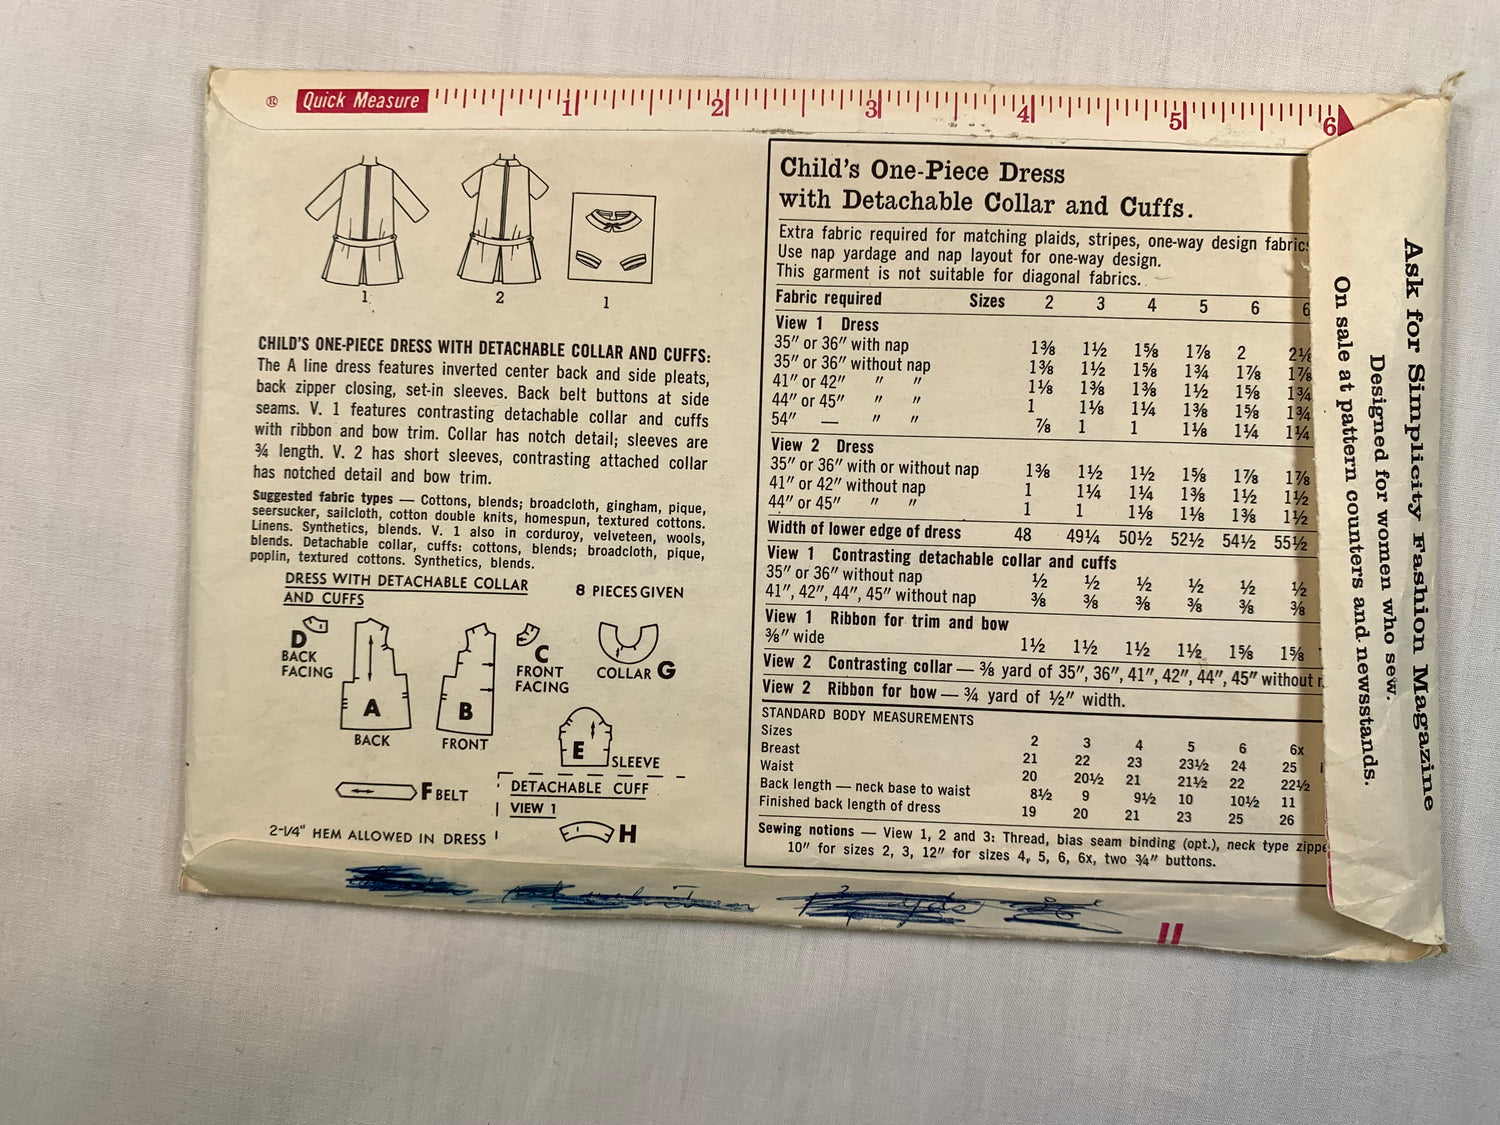 ® Quick Measure 1 2 3 4 5 6
1 2 1
CHILD'S ONE-PIECE DRESS WITH DETACHABLE COLLAR AND CUFFS:
The A line dress features inverted center back and side pleats,
back zipper closing, set-in sleeves. Back belt buttons at side
seams. V. 1 features contrasting detachable collar and cuffs
with ribbon and bow trim. Collar has notch detail; sleeves are
¾ length. V. 2 has short sleeves, contrasting attached collar
has notched detail and bow trim.
Suggested fabric types — Cottons, blends; broadcloth, gingham, pique,
seersucker, sailcloth, cotton double knits, homespun, textured cottons.
Linens. Synthetics, blends. V. 1 also in corduroy, velveteen, wools,
blends. Detachable collar, cuffs: cottons, blends; broadcloth, pique,
poplin, textured cottons. Synthetics, blends.
DRESS WITH DETACHABLE COLLAR
AND CUFFS
8 PIECES GIVEN
D
BACK
FACING
A
BACK
B
FRONT
C
FRONT
FACING
COLLAR G
E
SLEEVE
F BELT
DETACHABLE CUFF
VIEW 1
H
2-1/4" HEM ALLOWED IN DRESS
Child's One-Piece Dress
with Detachable Collar and Cuffs.
Extra fabric required for matching plaids, stripes, one-way design fabric
Use nap yardage and nap layout for one-way design.
This garment is not suitable for diagonal fabrics.
Fabric required Sizes 2 3 4 5 6 6
View 1 Dress
35" or 36" with nap 1⅜ 1½ 1⅝ 1⅞ 2 2⅛
35" or 36" without nap 1⅜ 1½ 1⅝ 1¾ 1⅞ 1⅞
41" or 42" " " 1⅛ 1⅜ 1⅜ 1½ 1⅝ 1¾
44" or 45" " " 1 1⅛ 1¼ 1⅜ 1⅝ 1¾
54" — " " ⅞ 1 1 1⅛ 1¼ 1¼
View 2 Dress
35" or 36" with or without nap 1⅜ 1½ 1½ 1⅝ 1⅞ 1⅞
41" or 42" without nap 1 1¼ 1¼ 1⅜ 1½ 1½
44" or 45" " " 1 1 1⅛ 1⅛ 1⅜ 1½
Width of lower edge of dress 48 49¼ 50½ 52½ 54½ 55½
View 1 Contrasting detachable collar and cuffs
35" or 36" without nap ½ ½ ½ ½ ½ ½
41", 42", 44", 45" without nap ⅜ ⅜ ⅜ ⅜ ⅜ ⅜
View 1 Ribbon for trim and bow
⅜" wide 1½ 1½ 1½ 1½ 1⅝ 1⅝
View 2 Contrasting collar — ⅜ yard of 35", 36", 41", 42", 44", 45" without
View 2 Ribbon for bow — ¾ yard of ½" width.
STANDARD BODY MEASUREMENTS
Sizes 2 3 4 5 6 6x
Breast 21 22 23 23½ 24 25
Waist 20 20½ 21 21½ 22 22½
Back length — neck base to waist 8½ 9 9½ 10 10½ 11
Finished back length of dress 19 20 21 23 25 26
Sewing notions — View 1, 2 and 3: Thread, bias seam binding (opt.), neck type zippe
10" for sizes 2, 3, 12" for sizes 4, 5, 6, 6x, two ¾" buttons.
Ask for Simplicity Fashion Magazine
Designed for women who sew.
On sale at pattern counters and newsstands.